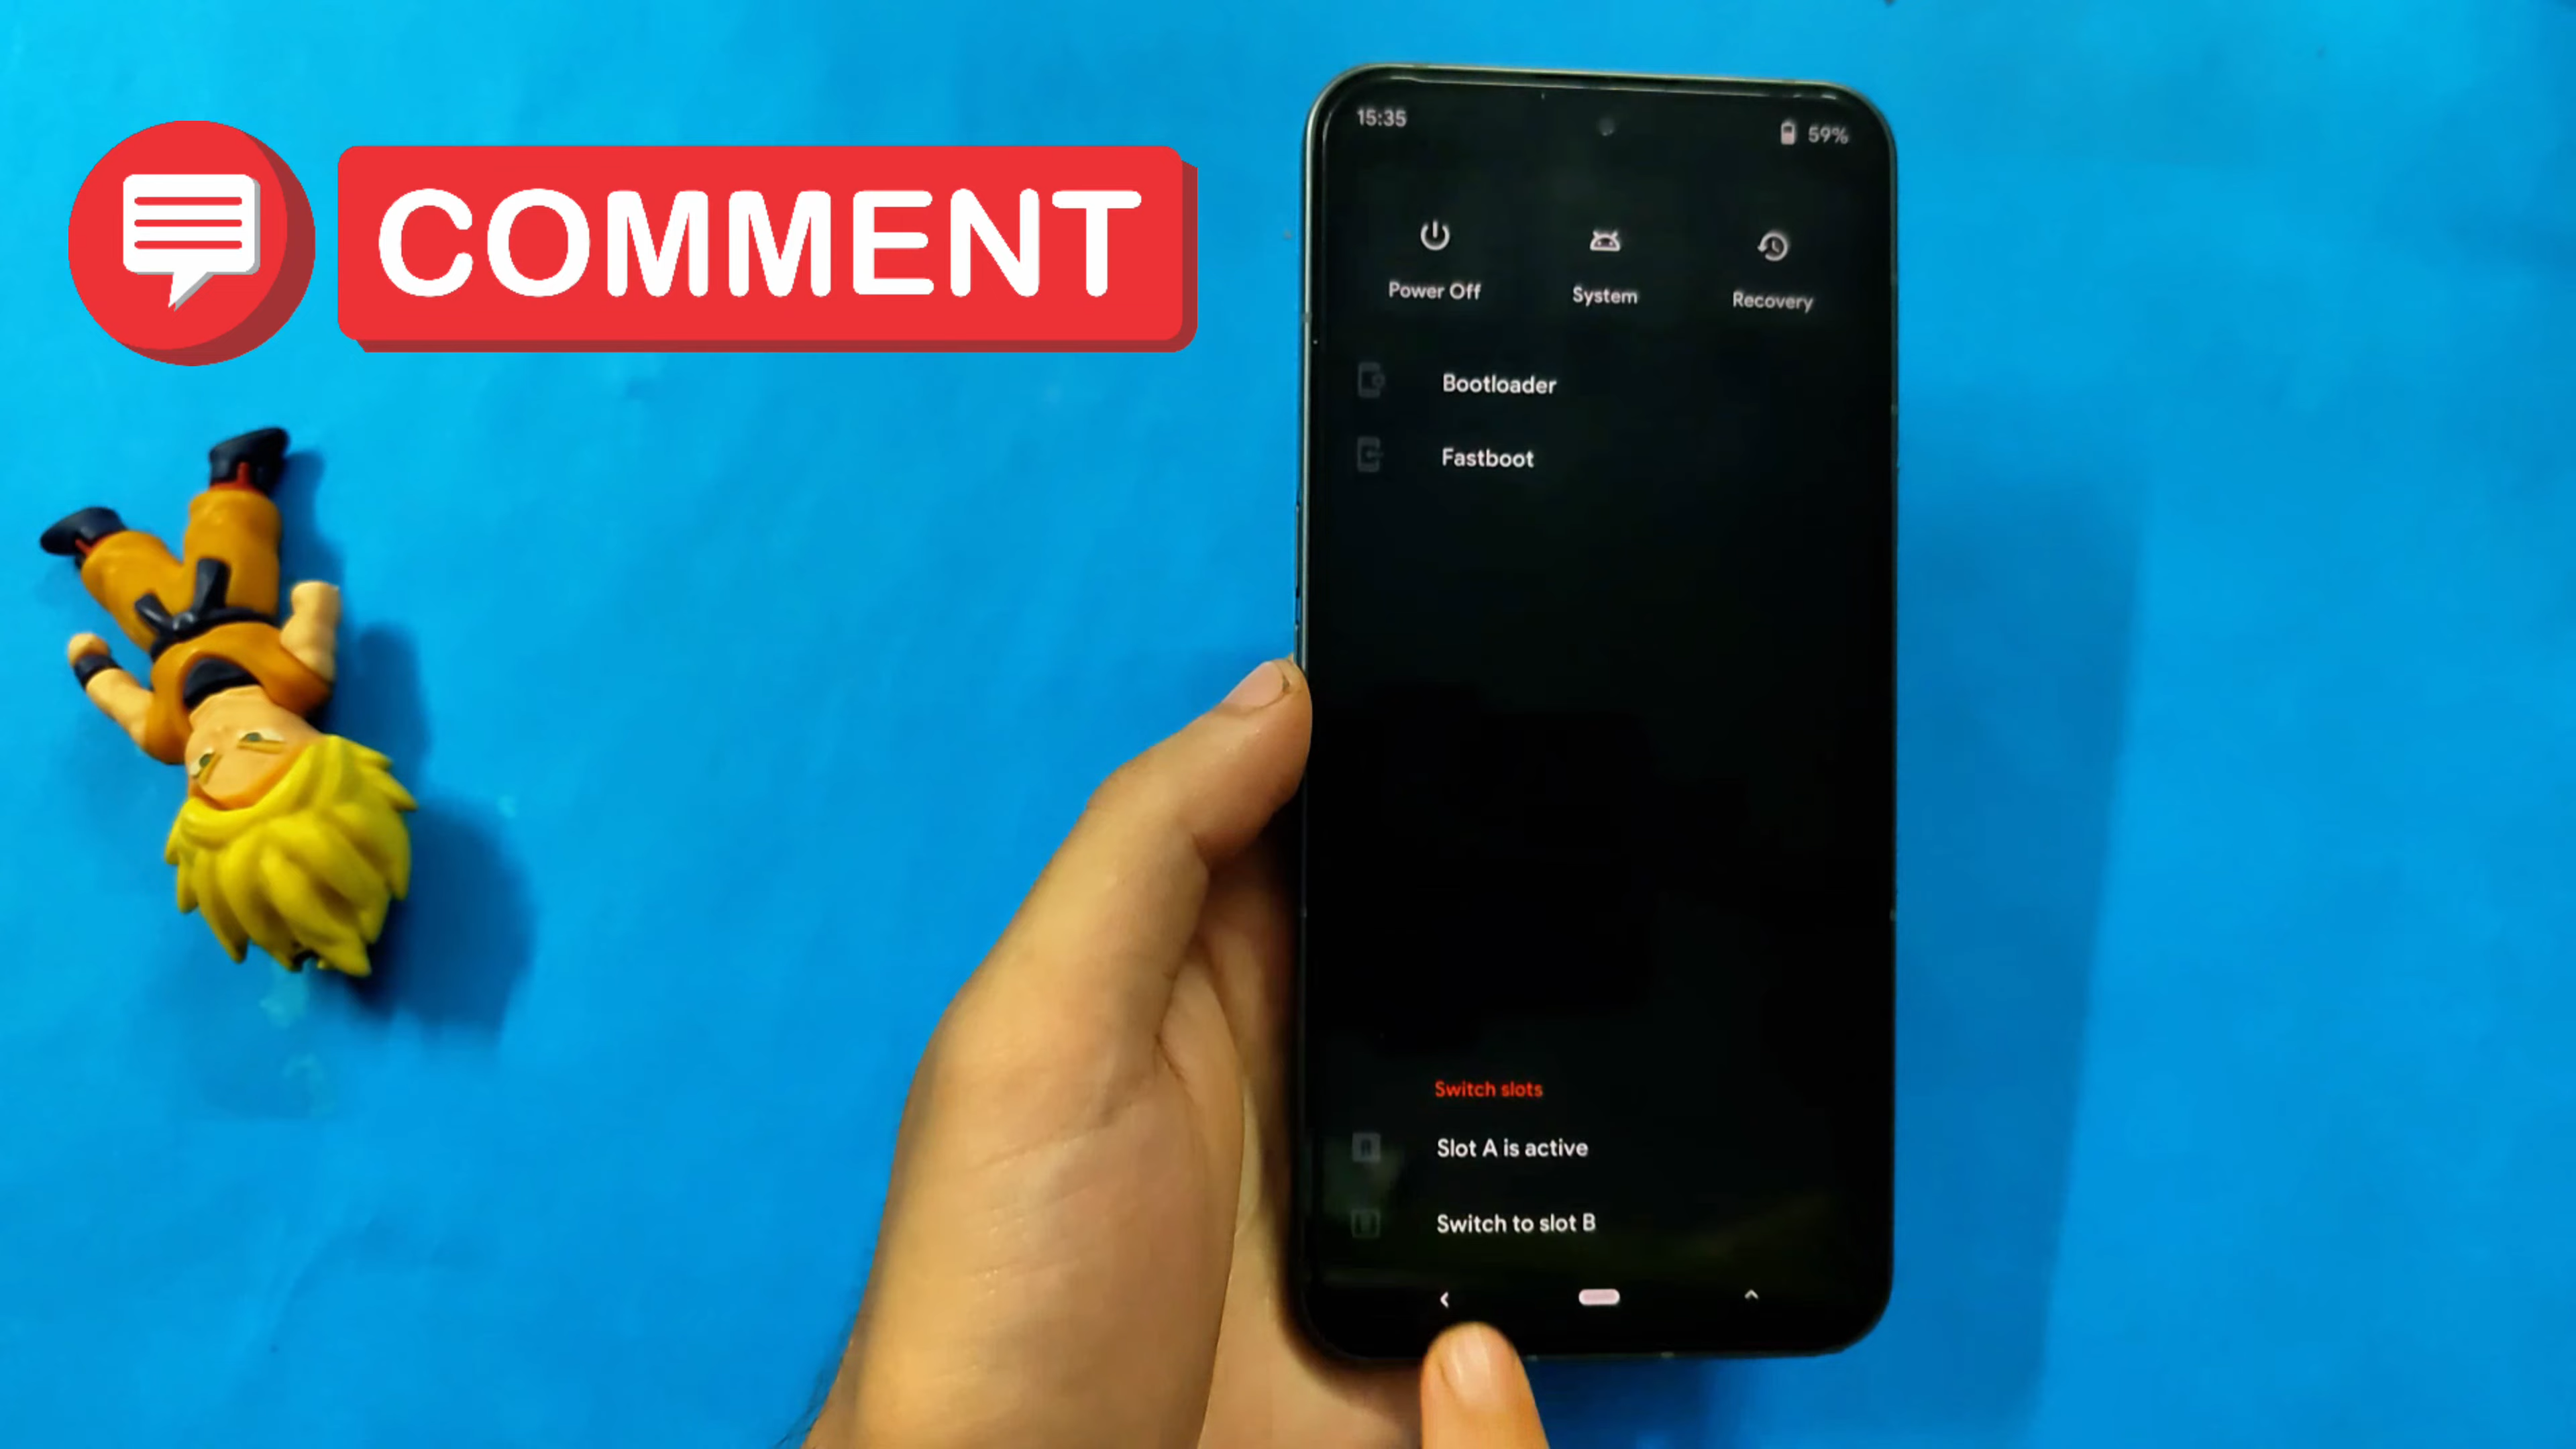 COMMENT
15:35
59%
Power Off
System
Recovery
Bootloader
Fastboot
Switch slots
Slot A is active
Switch to slot B